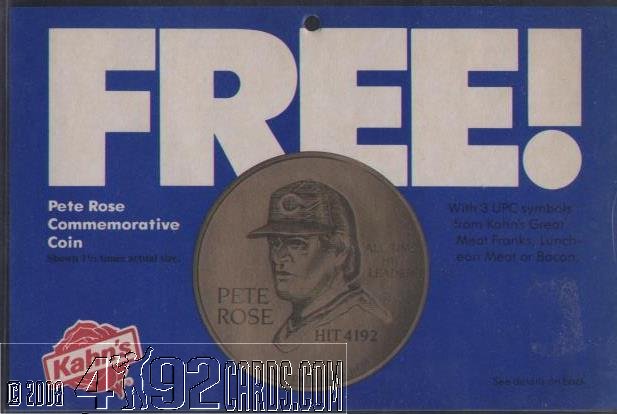 FREE!
Pete Rose
Commemorative
Coin
Shown 1½ times actual size.
With 3 UPC symbols
from Kahn's Great
Meat Franks, Lunch-
eon Meat or Bacon.
ALL TIME
HIT
LEADER
PETE
ROSE
HIT 4192
Kahn's
See details on back
© 2008 4192CARDS.COM